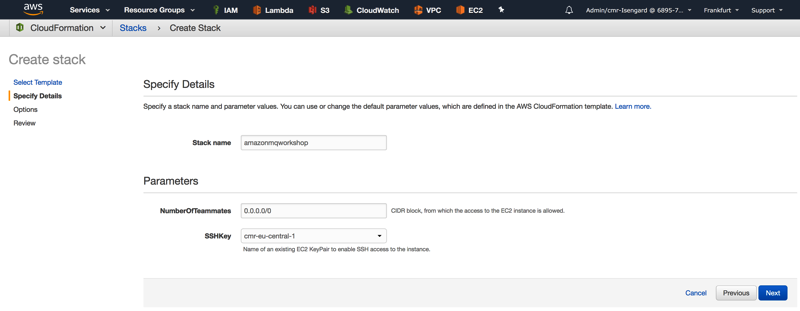 aws Services Resource Groups IAM Lambda S3 CloudWatch VPC EC2 Admin/cmr-Isengard @ 6895-7... Frankfurt Support
CloudFormation Stacks › Create Stack
Create stack
Select Template
Specify Details
Options
Review
Specify Details
Specify a stack name and parameter values. You can use or change the default parameter values, which are defined in the AWS CloudFormation template. Learn more.
Stack name amazonmqworkshop
Parameters
NumberOfTeammates 0.0.0.0/0 CIDR block, from which the access to the EC2 instance is allowed.
SSHKey cmr-eu-central-1
Name of an existing EC2 KeyPair to enable SSH access to the instance.
Cancel Previous Next